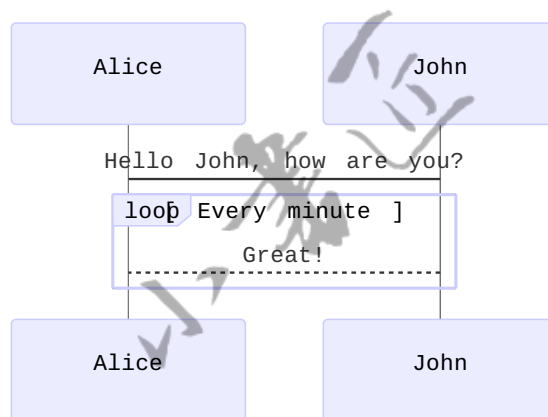 Alice John
Hello John, how are you?
loop [ Every minute ]
Great!
Alice John